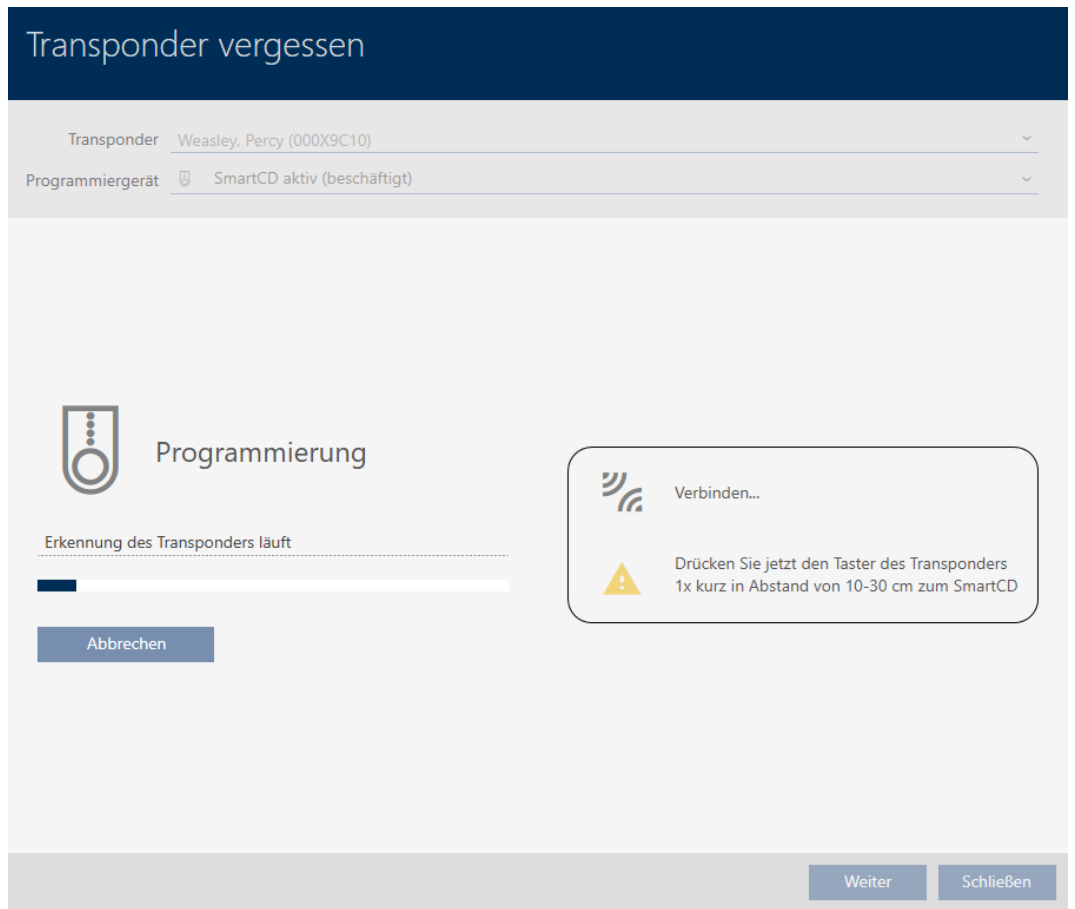 Transponder vergessen
Transponder Weasley, Percy (000X9C10)
Programmiergerät SmartCD aktiv (beschäftigt)
Programmierung
Erkennung des Transponders läuft
Abbrechen
Verbinden...
Drücken Sie jetzt den Taster des Transponders
1x kurz in Abstand von 10-30 cm zum SmartCD
Weiter Schließen